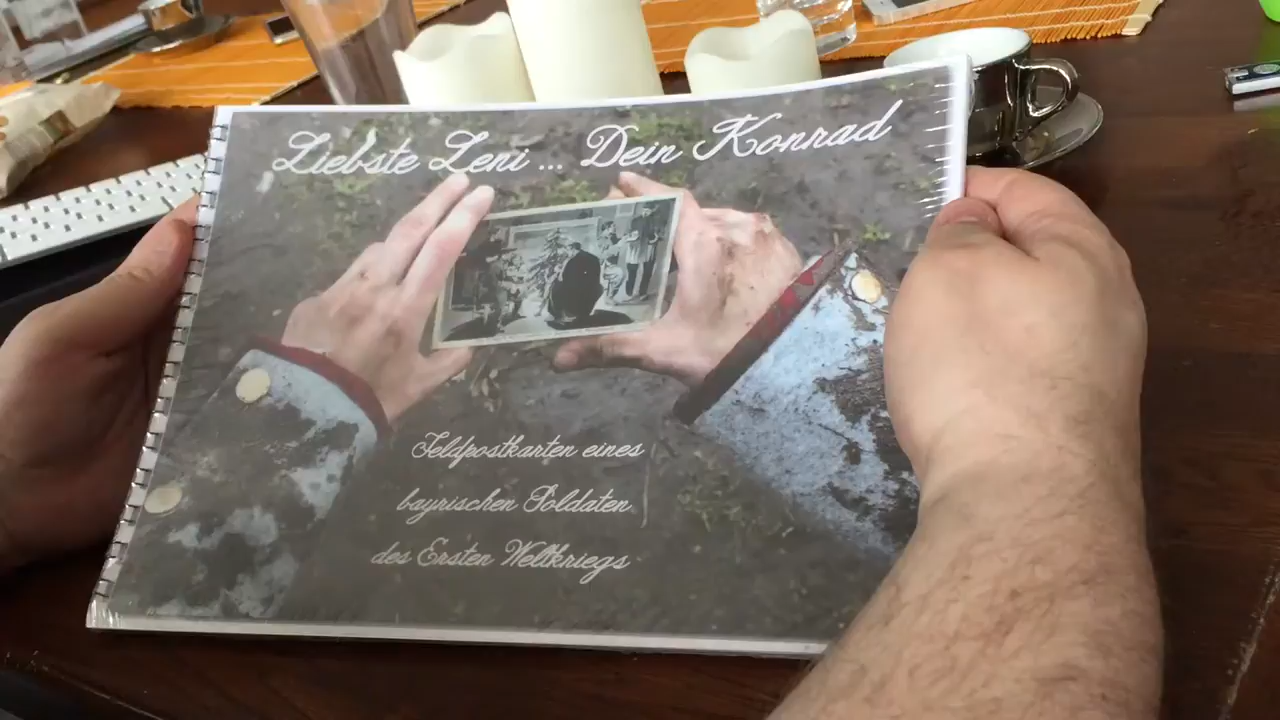 Liebste Leni ... Dein Konrad
Feldpostkarten eines
bayrischen Soldaten
des Ersten Weltkriegs